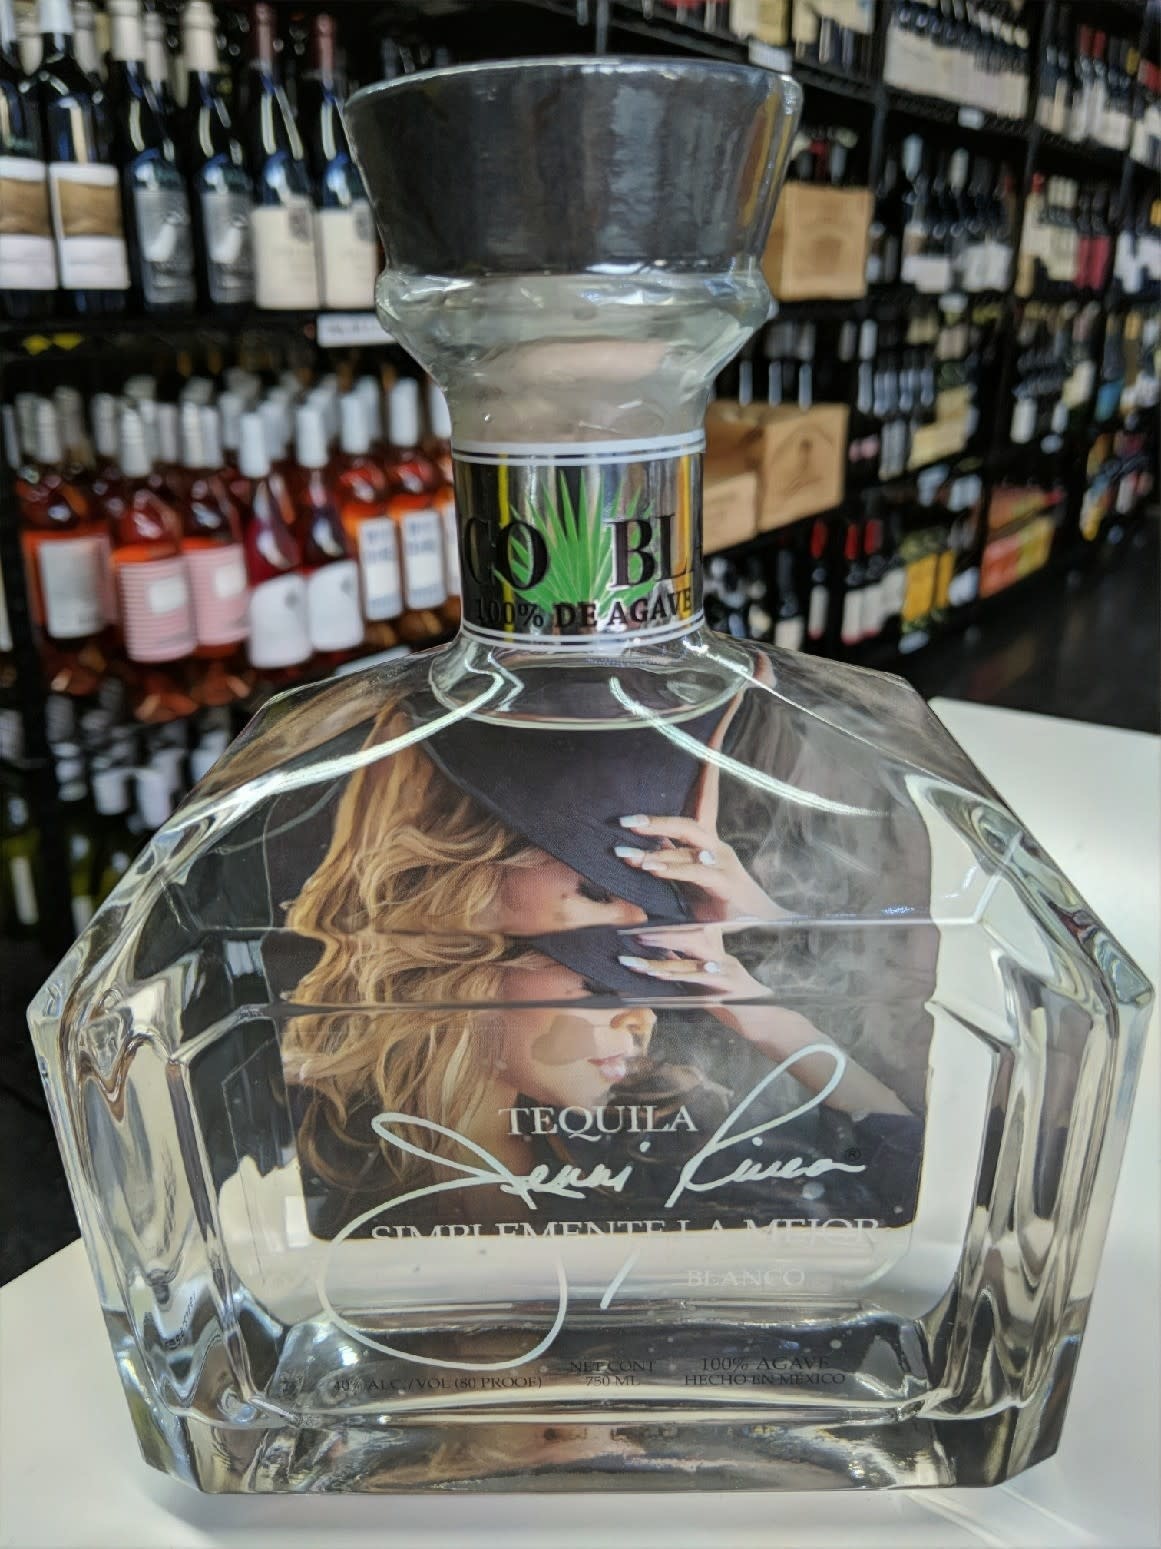 CO BLA
100% DE AGAVE
TEQUILA
Jenni Rivera®
SIMPLEMENTE LA MEJOR
BLANCO
40% ALC./VOL (80 PROOF)
NET CONT
750 ML
100% AGAVE
HECHO EN MÉXICO